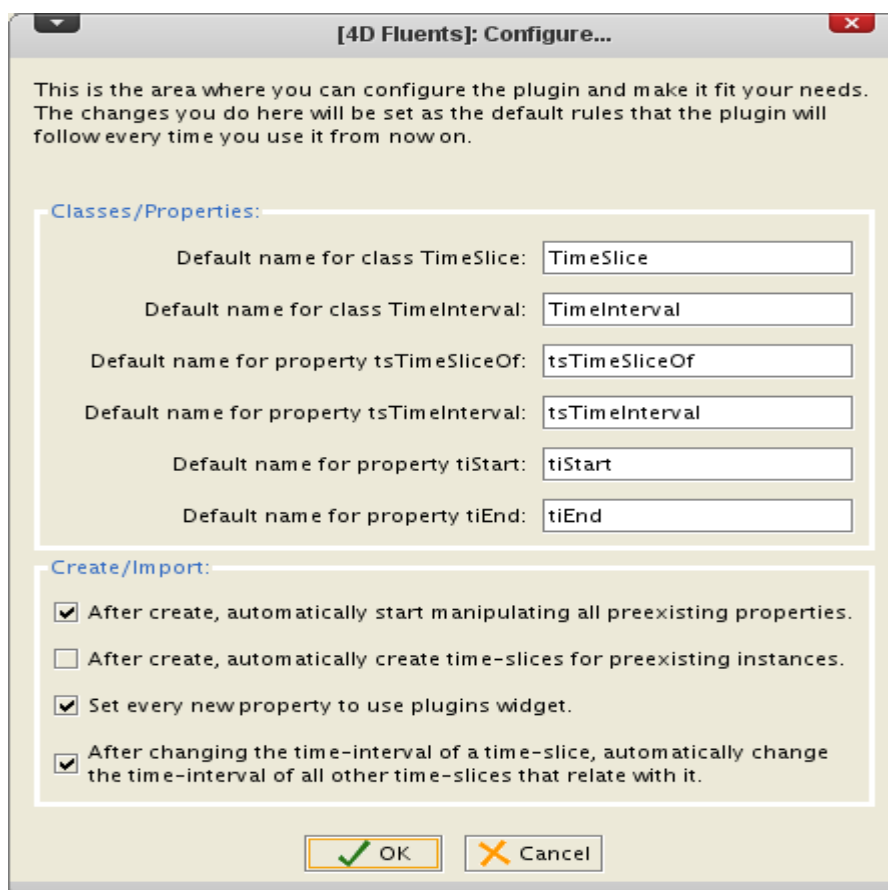 [4D Fluents]: Configure...
This is the area where you can configure the plugin and make it fit your needs.
The changes you do here will be set as the default rules that the plugin will
follow every time you use it from now on.
Classes/Properties:
Default name for class TimeSlice: TimeSlice
Default name for class TimeInterval: TimeInterval
Default name for property tsTimeSliceOf: tsTimeSliceOf
Default name for property tsTimeInterval: tsTimeInterval
Default name for property tiStart: tiStart
Default name for property tiEnd: tiEnd
Create/Import:
After create, automatically start manipulating all preexisting properties.
After create, automatically create time-slices for preexisting instances.
Set every new property to use plugins widget.
After changing the time-interval of a time-slice, automatically change
the time-interval of all other time-slices that relate with it.
OK Cancel